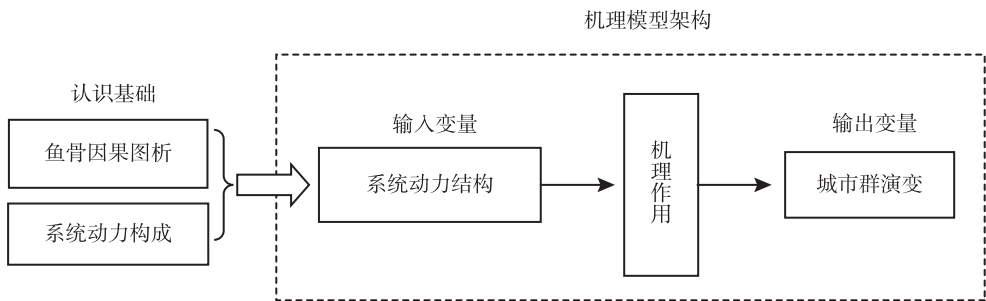 机理模型架构
认识基础
鱼骨因果图析
系统动力构成
输入变量
系统动力结构
机理作用
输出变量
城市群演变